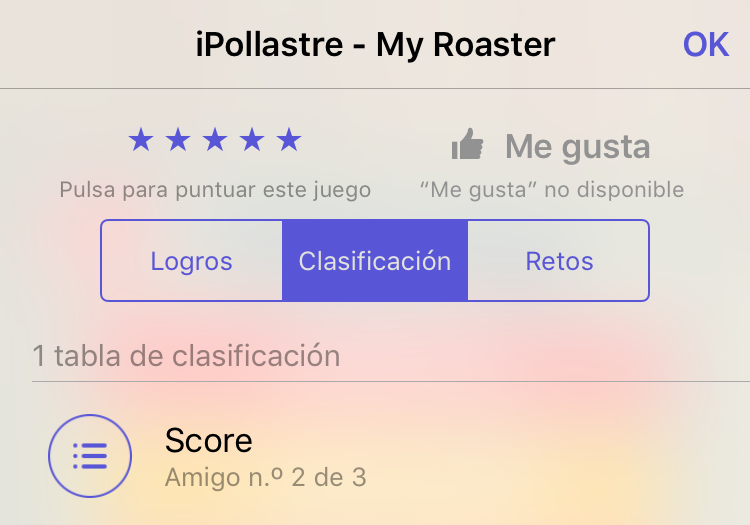 iPollastre - My Roaster
OK
★★★★★
Me gusta
Pulsa para puntuar este juego
“Me gusta” no disponible
Logros
Clasificación
Retos
1 tabla de clasificación
Score
Amigo n.º 2 de 3